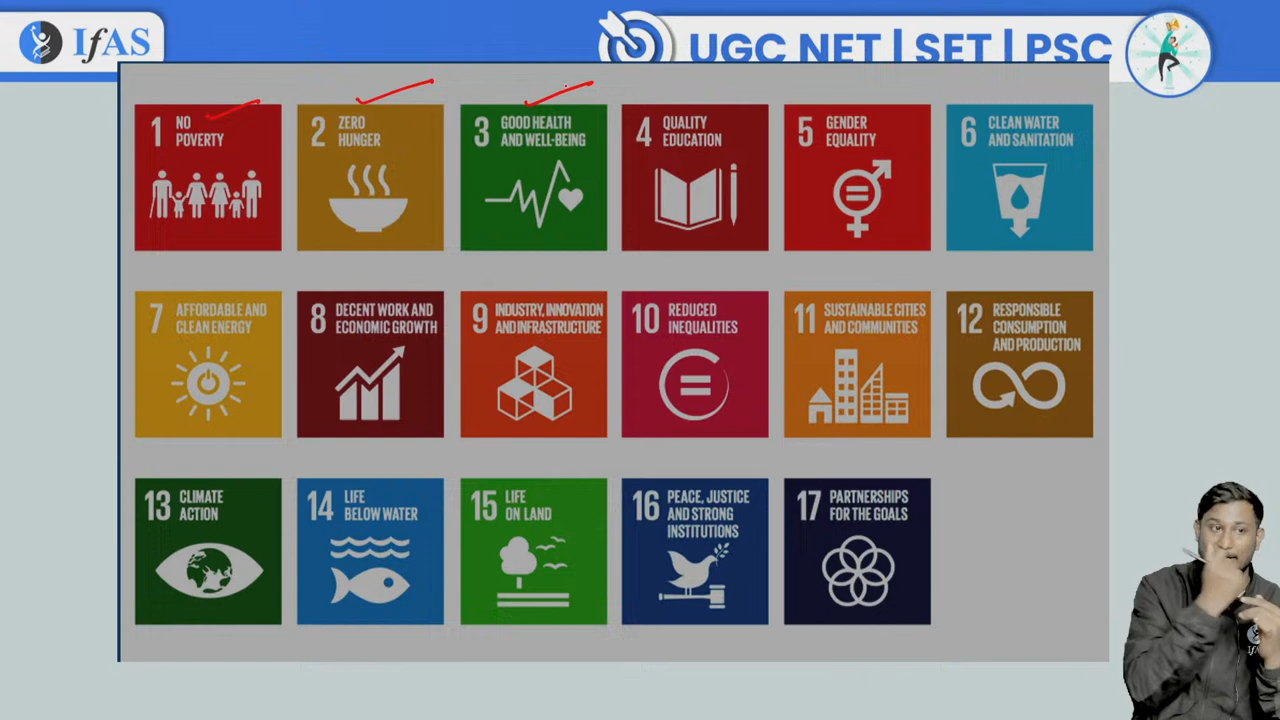 IfAS
UGC NET | SET | PSC
1 NO
POVERTY
2 ZERO
HUNGER
3 GOOD HEALTH
AND WELL-BEING
4 QUALITY
EDUCATION
5 GENDER
EQUALITY
6 CLEAN WATER
AND SANITATION
7 AFFORDABLE AND
CLEAN ENERGY
8 DECENT WORK AND
ECONOMIC GROWTH
9 INDUSTRY, INNOVATION
AND INFRASTRUCTURE
10 REDUCED
INEQUALITIES
11 SUSTAINABLE CITIES
AND COMMUNITIES
12 RESPONSIBLE
CONSUMPTION
AND PRODUCTION
13 CLIMATE
ACTION
14 LIFE
BELOW WATER
15 LIFE
ON LAND
16 PEACE, JUSTICE
AND STRONG
INSTITUTIONS
17 PARTNERSHIPS
FOR THE GOALS